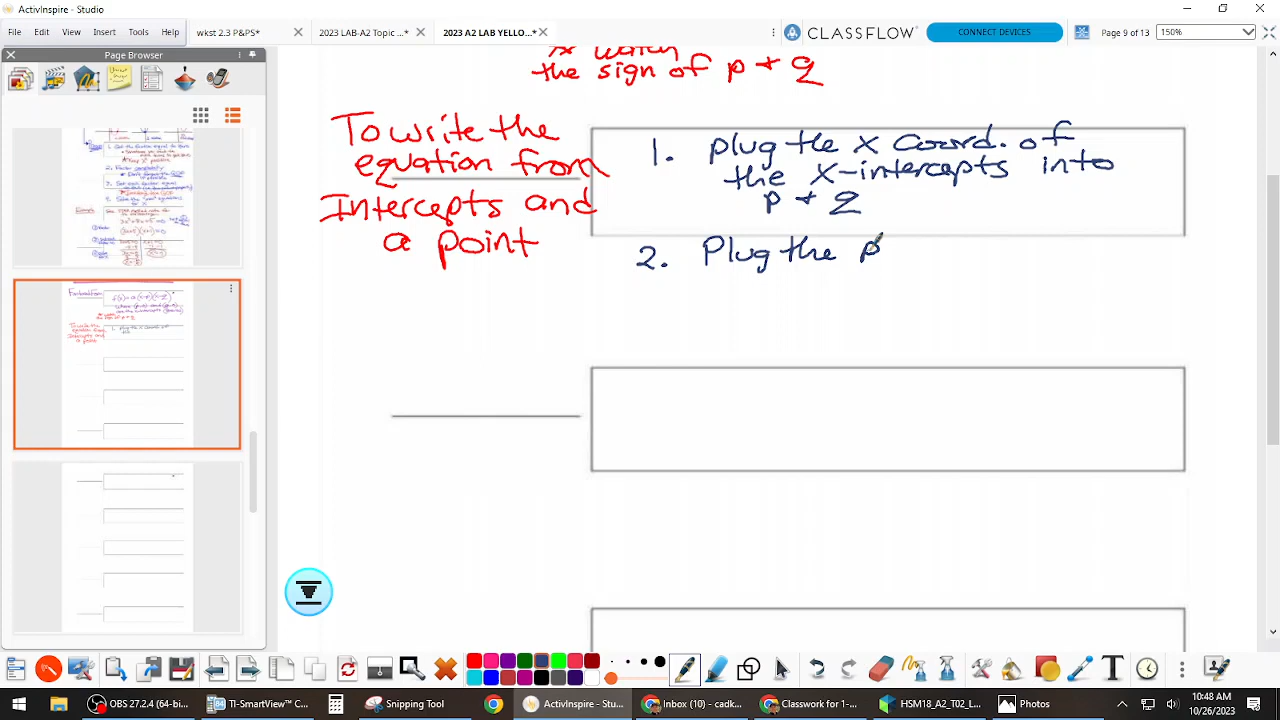 ActivInspire - Studio
File Edit View Insert Tools Help
wkst 2.3 P&PS*
2023 LAB
2023 A2 LAB YELLO...*
CLASSFLOW
CONNECT DEVICES
Page 9 of 13
150%
Page Browser
* watch
the sign of p + q
To write the
equation from
Intercepts and
a point
1. plug the x coord. of
the x-intercepts into
p + q
2. Plug the p
T
OBS 27.2.4 (64-bi...
TI-SmartView™ C...
Snipping Tool
ActivInspire - Stud...
Inbox (10) - cadk...
Classwork for 1-...
HSM18_A2_T02_L...
Photos
10:48 AM
10/26/2023